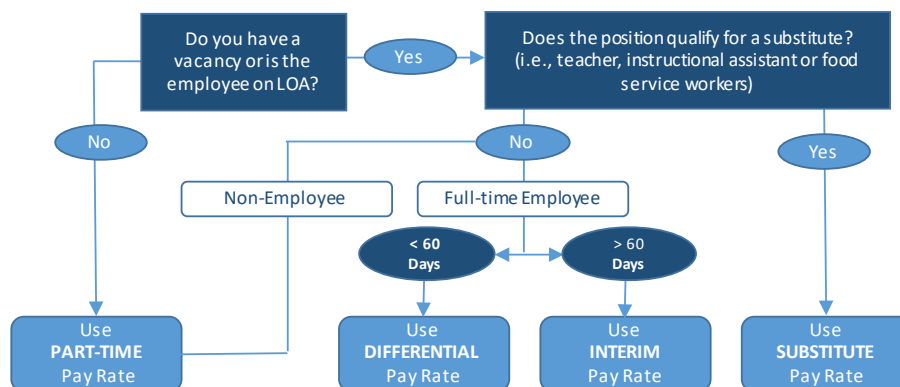 Do you have a
vacancy or is the
employee on LOA?
Yes
Does the position qualify for a substitute?
(i.e., teacher, instructional assistant or food
service workers)
No
No
Yes
Non-Employee
Full-time Employee
< 60
Days
> 60
Days
Use
PART-TIME
Pay Rate
Use
DIFFERENTIAL
Pay Rate
Use
INTERIM
Pay Rate
Use
SUBSTITUTE
Pay Rate